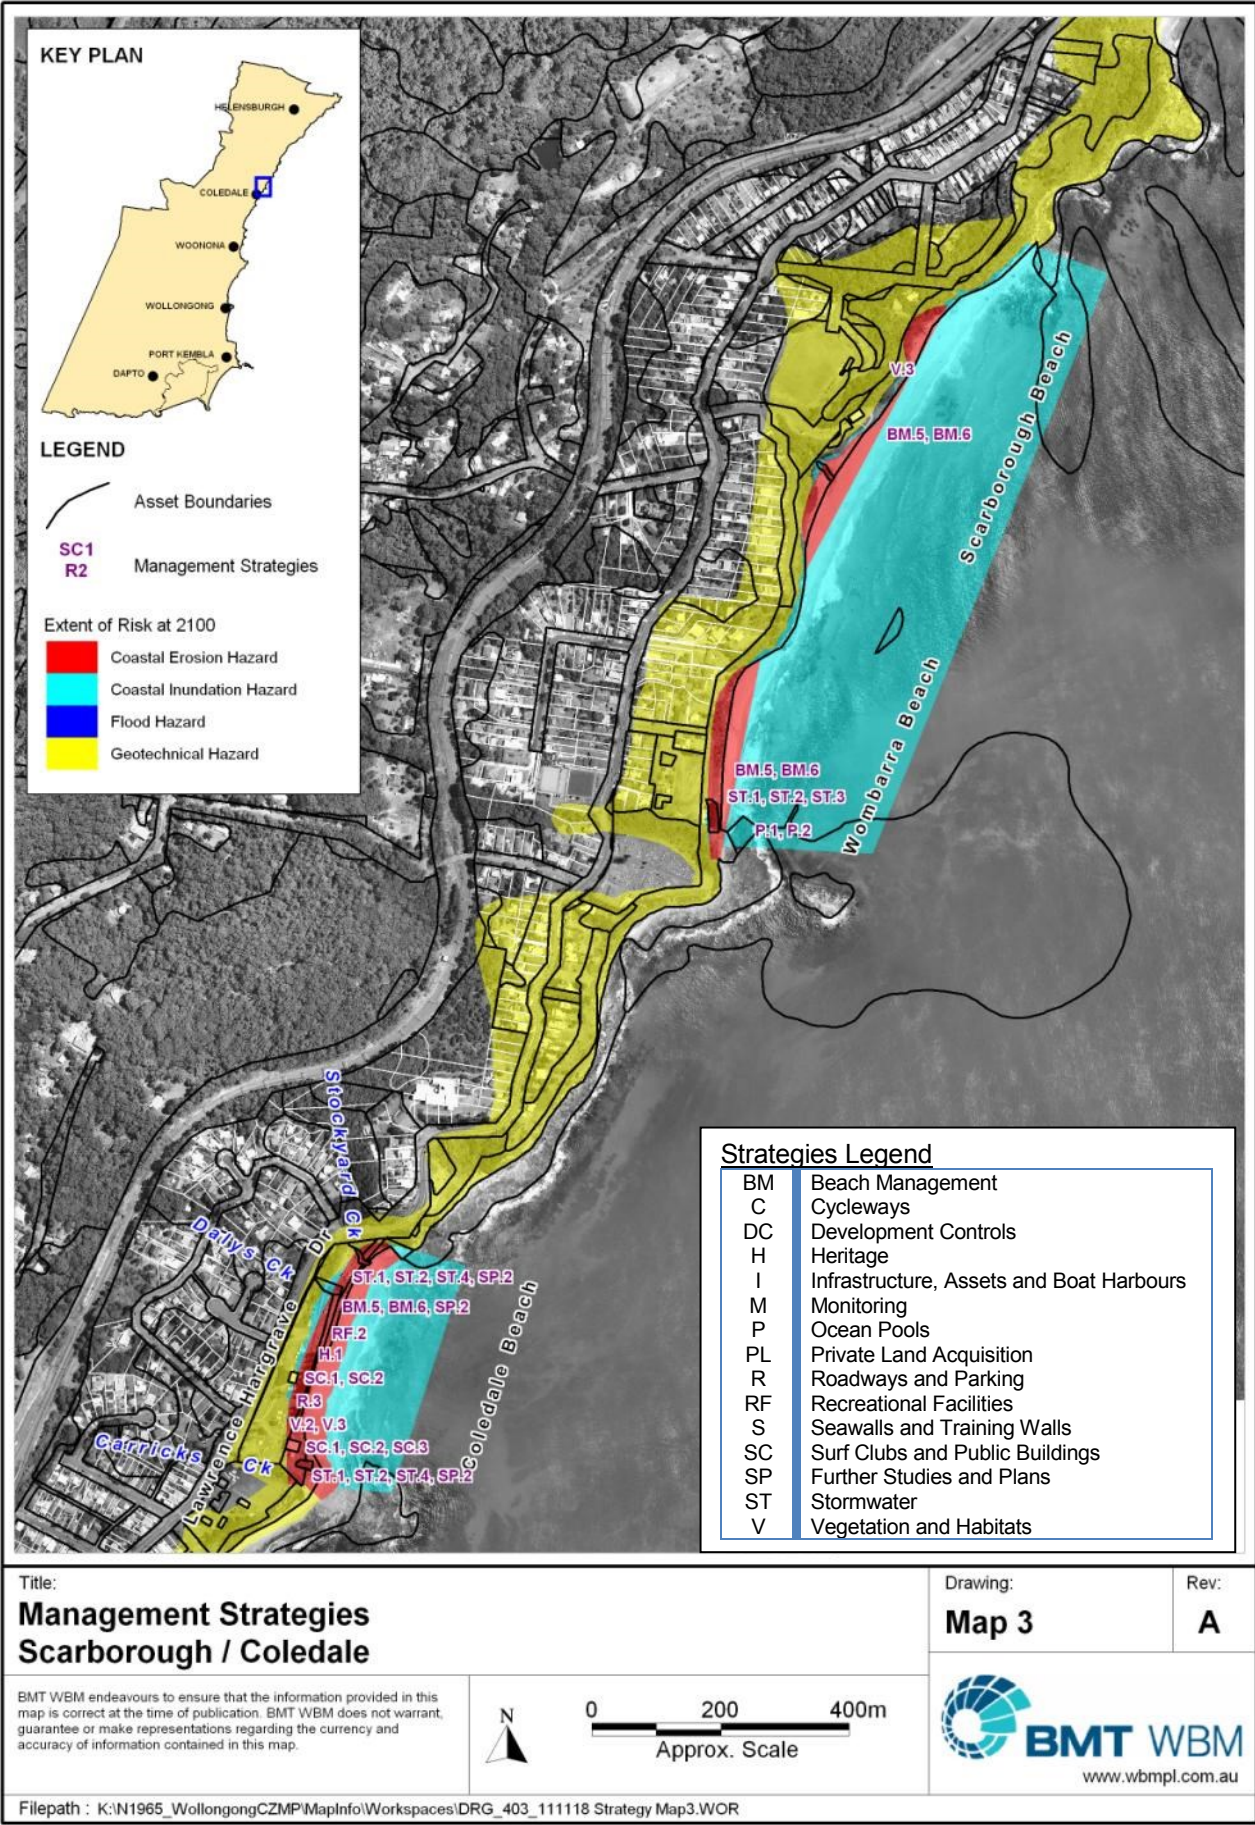 KEY PLAN
HELENSBURGH
COLEDALE
WOONONA
WOLLONGONG
PORT KEMBLA
DAPTO
LEGEND
Asset Boundaries
SC1
R2
Management Strategies
Extent of Risk at 2100
Coastal Erosion Hazard
Coastal Inundation Hazard
Flood Hazard
Geotechnical Hazard
V.3
BM.5, BM.6
Scarborough Beach
Wombarra Beach
BM.5, BM.6
ST.1, ST.2, ST.3
P.1, P.2
Stockyard Ck
Dalys Ck
Lawrence Hargrave Dr
Carricks Ck
ST.1, ST.2, ST.4, SP.2
BM.5, BM.6, SP.2
RF.2
H.1
SC.1, SC.2
R.3
V.2, V.3
SC.1, SC.2, SC.3
ST.1, ST.2, ST.4, SP.2
Coledale Beach
Strategies Legend
BM Beach Management
C Cycleways
DC Development Controls
H Heritage
I Infrastructure, Assets and Boat Harbours
M Monitoring
P Ocean Pools
PL Private Land Acquisition
R Roadways and Parking
RF Recreational Facilities
S Seawalls and Training Walls
SC Surf Clubs and Public Buildings
SP Further Studies and Plans
ST Stormwater
V Vegetation and Habitats
Title:
Management Strategies
Scarborough / Coledale
Drawing:
Map 3
Rev:
A
BMT WBM endeavours to ensure that the information provided in this
map is correct at the time of publication. BMT WBM does not warrant,
guarantee or make representations regarding the currency and
accuracy of information contained in this map.
N
0 200 400m
Approx. Scale
BMT WBM
www.wbmpl.com.au
Filepath : K:\N1965_WollongongCZMP\MapInfo\Workspaces\DRG_403_111118 Strategy Map3.WOR